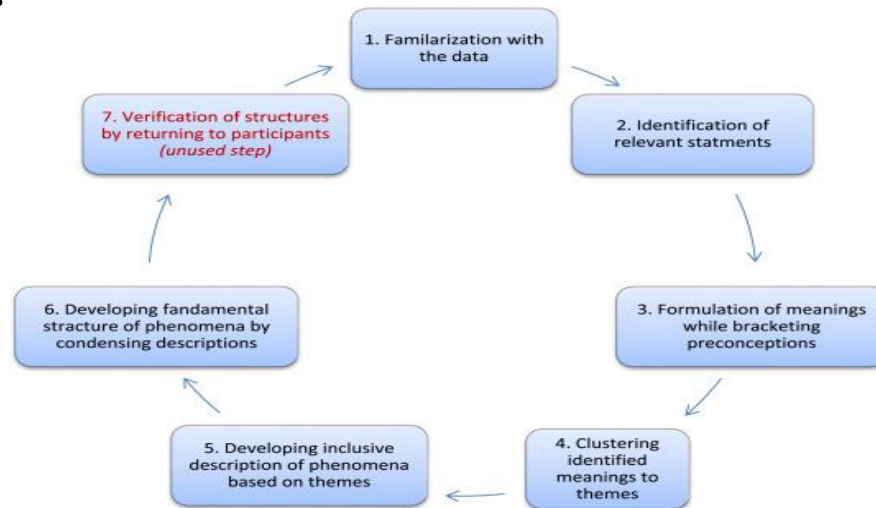 1. Familarization with
the data
2. Identification of
relevant statments
3. Formulation of meanings
while bracketing
preconceptions
4. Clustering
identified
meanings to
themes
5. Developing inclusive
description of phenomena
based on themes
6. Developing fandamental
stracture of phenomena by
condensing descriptions
7. Verification of structures
by returning to participants
(unused step)